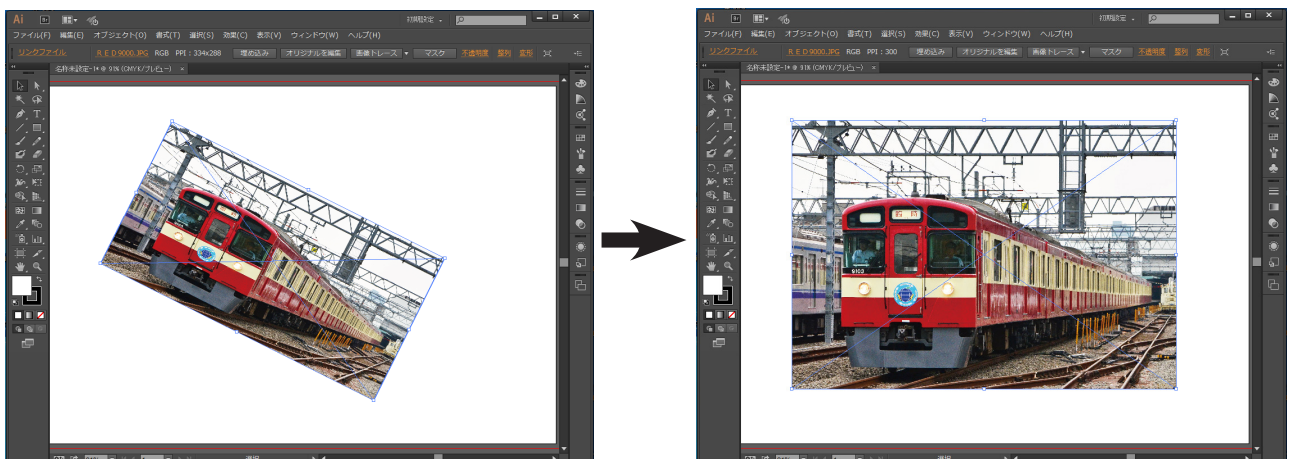 Ai Br 初期設定
ファイル(F) 編集(E) オブジェクト(O) 書式(T) 選択(S) 効果(C) 表示(V) ウィンドウ(W) ヘルプ(H)
リンクファイル R E D 9000.JPG RGB PPI : 334x288 埋め込み オリジナルを編集 画像トレース マスク 不透明度 整列 変形
名称未設定-1* @ 91% (CMYK/プレビュー) ×
選択
Ai Br 初期設定
ファイル(F) 編集(E) オブジェクト(O) 書式(T) 選択(S) 効果(C) 表示(V) ウィンドウ(W) ヘルプ(H)
リンクファイル R E D 9000.JPG RGB PPI : 300 埋め込み オリジナルを編集 画像トレース マスク 不透明度 整列 変形
名称未設定-1* @ 91% (CMYK/プレビュー) ×
臨時
9103
選択